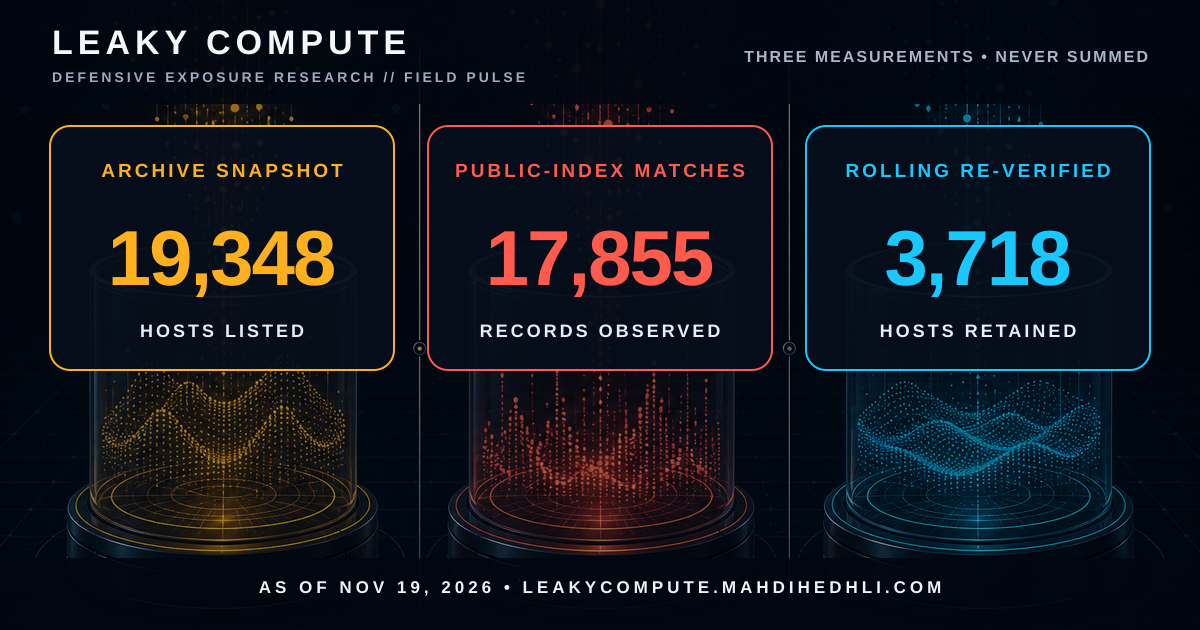 LEAKY COMPUTE
DEFENSIVE EXPOSURE RESEARCH // FIELD PULSE
THREE MEASUREMENTS • NEVER SUMMED
ARCHIVE SNAPSHOT
19,348
HOSTS LISTED
PUBLIC-INDEX MATCHES
17,855
RECORDS OBSERVED
ROLLING RE-VERIFIED
3,718
HOSTS RETAINED
AS OF NOV 19, 2026 • LEAKYCOMPUTE.MAHDIHEDHLI.COM